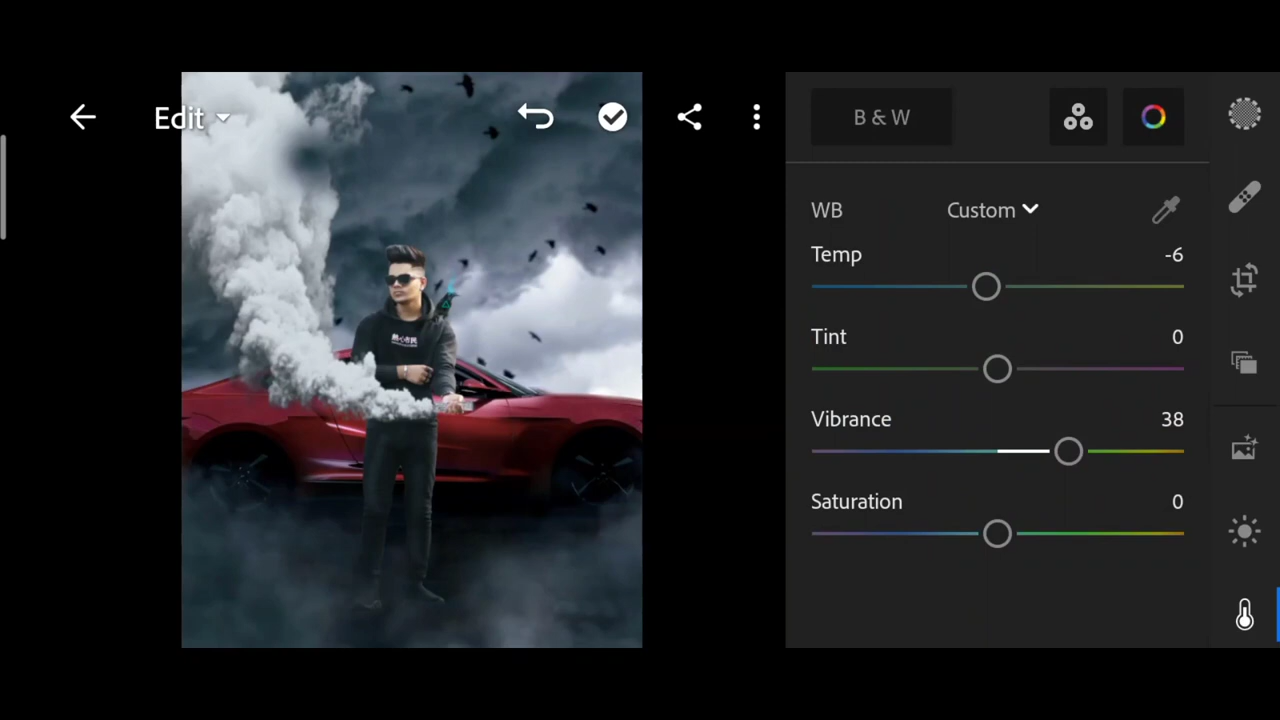 Edit
B & W
WB
Custom
Temp
-6
Tint
0
Vibrance
38
Saturation
0